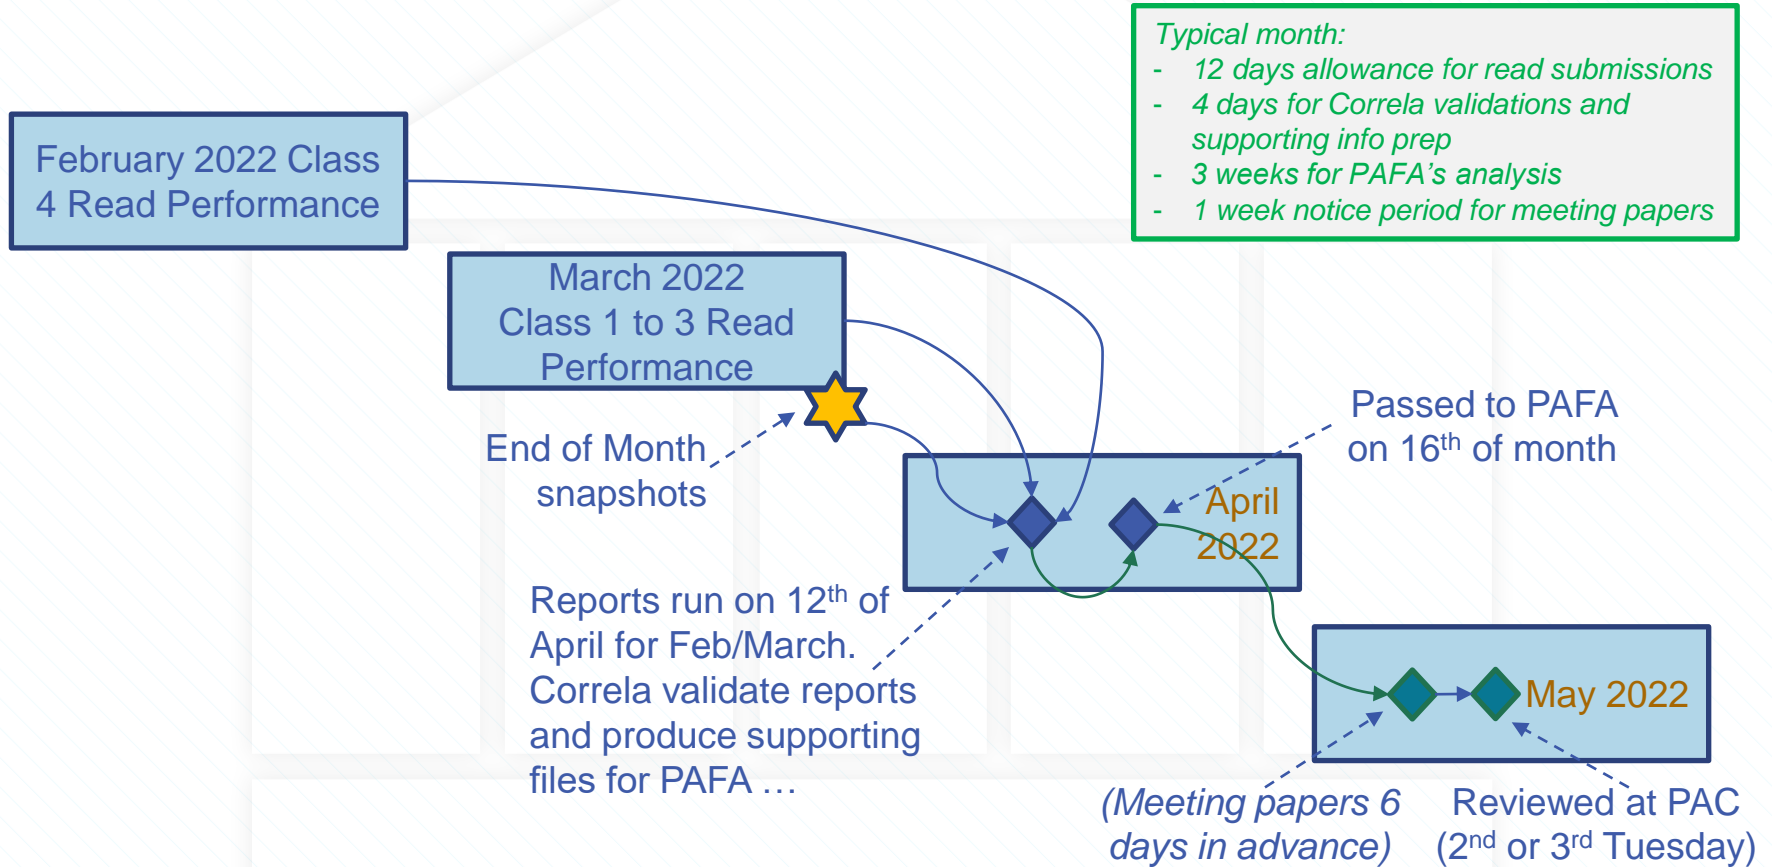 Typical month:
- 12 days allowance for read submissions
- 4 days for Correla validations and
supporting info prep
- 3 weeks for PAFA's analysis
- 1 week notice period for meeting papers
February 2022 Class
4 Read Performance
March 2022
Class 1 to 3 Read
Performance
End of Month
snapshots
Passed to PAFA
on 16th of month
April
2022
Reports run on 12th of
April for Feb/March.
Correla validate reports
and produce supporting
files for PAFA …
May 2022
(Meeting papers 6
days in advance)
Reviewed at PAC
(2nd or 3rd Tuesday)